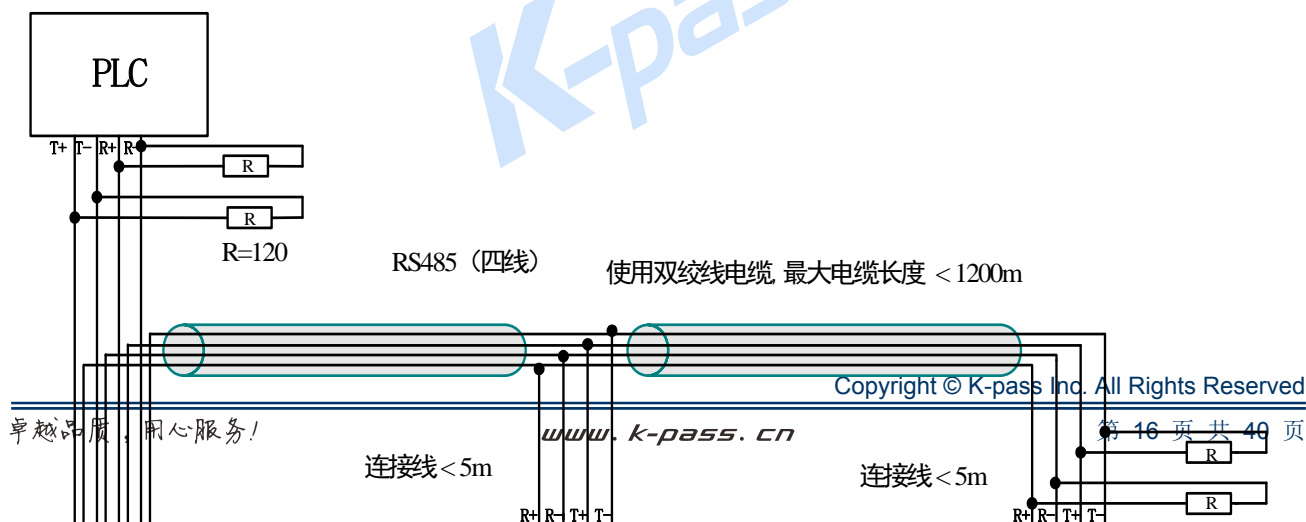 K-pas
PLC
T+ T- R+ R-
R
R
R=120
RS485（四线）
使用双绞线电缆, 最大电缆长度 <1200m
Copyright © K-pass Inc. All Rights Reserved
卓越品质，用心服务!
www.k-pass.cn
第 16 页 共 40 页
R
连接线<5m
连接线<5m
R
R+ R- T+ T-
R+ R- T+ T-